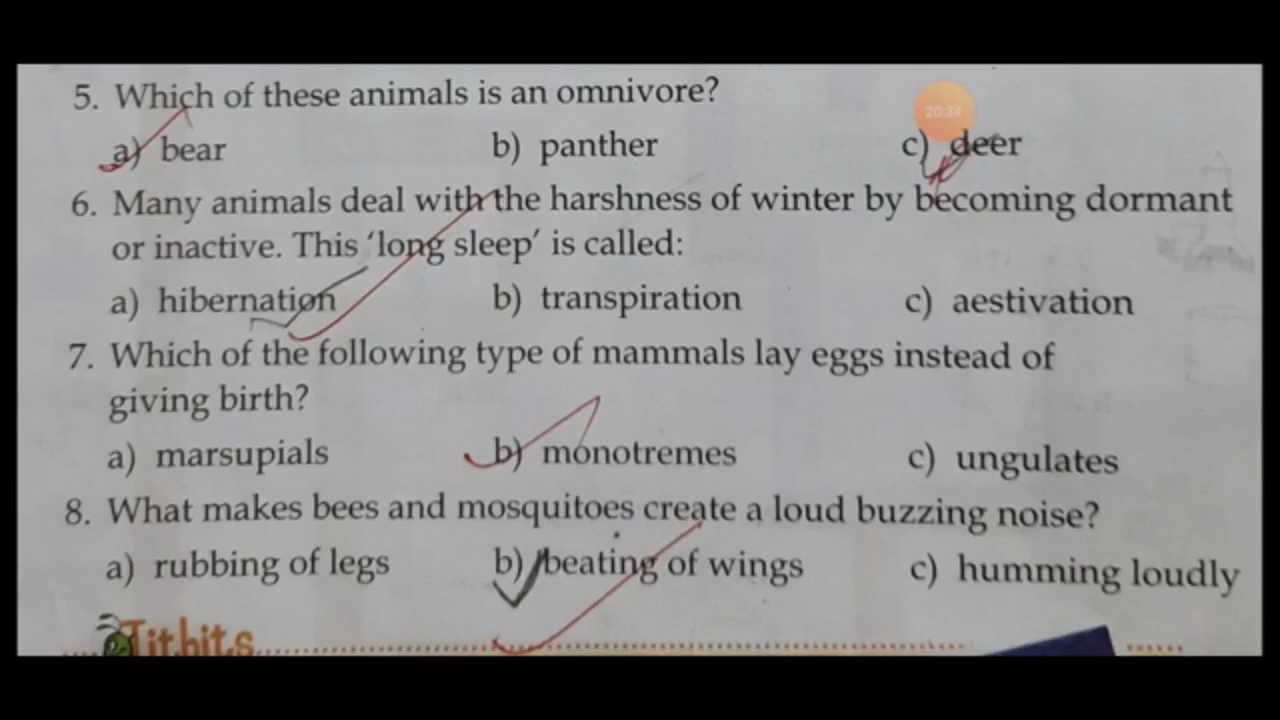 5. Which of these animals is an omnivore?
20:31
a) bear b) panther c) deer
6. Many animals deal with the harshness of winter by becoming dormant
or inactive. This ‘long sleep’ is called:
a) hibernation b) transpiration c) aestivation
7. Which of the following type of mammals lay eggs instead of
giving birth?
a) marsupials b) monotremes c) ungulates
8. What makes bees and mosquitoes create a loud buzzing noise?
a) rubbing of legs b) beating of wings c) humming loudly
Titbits